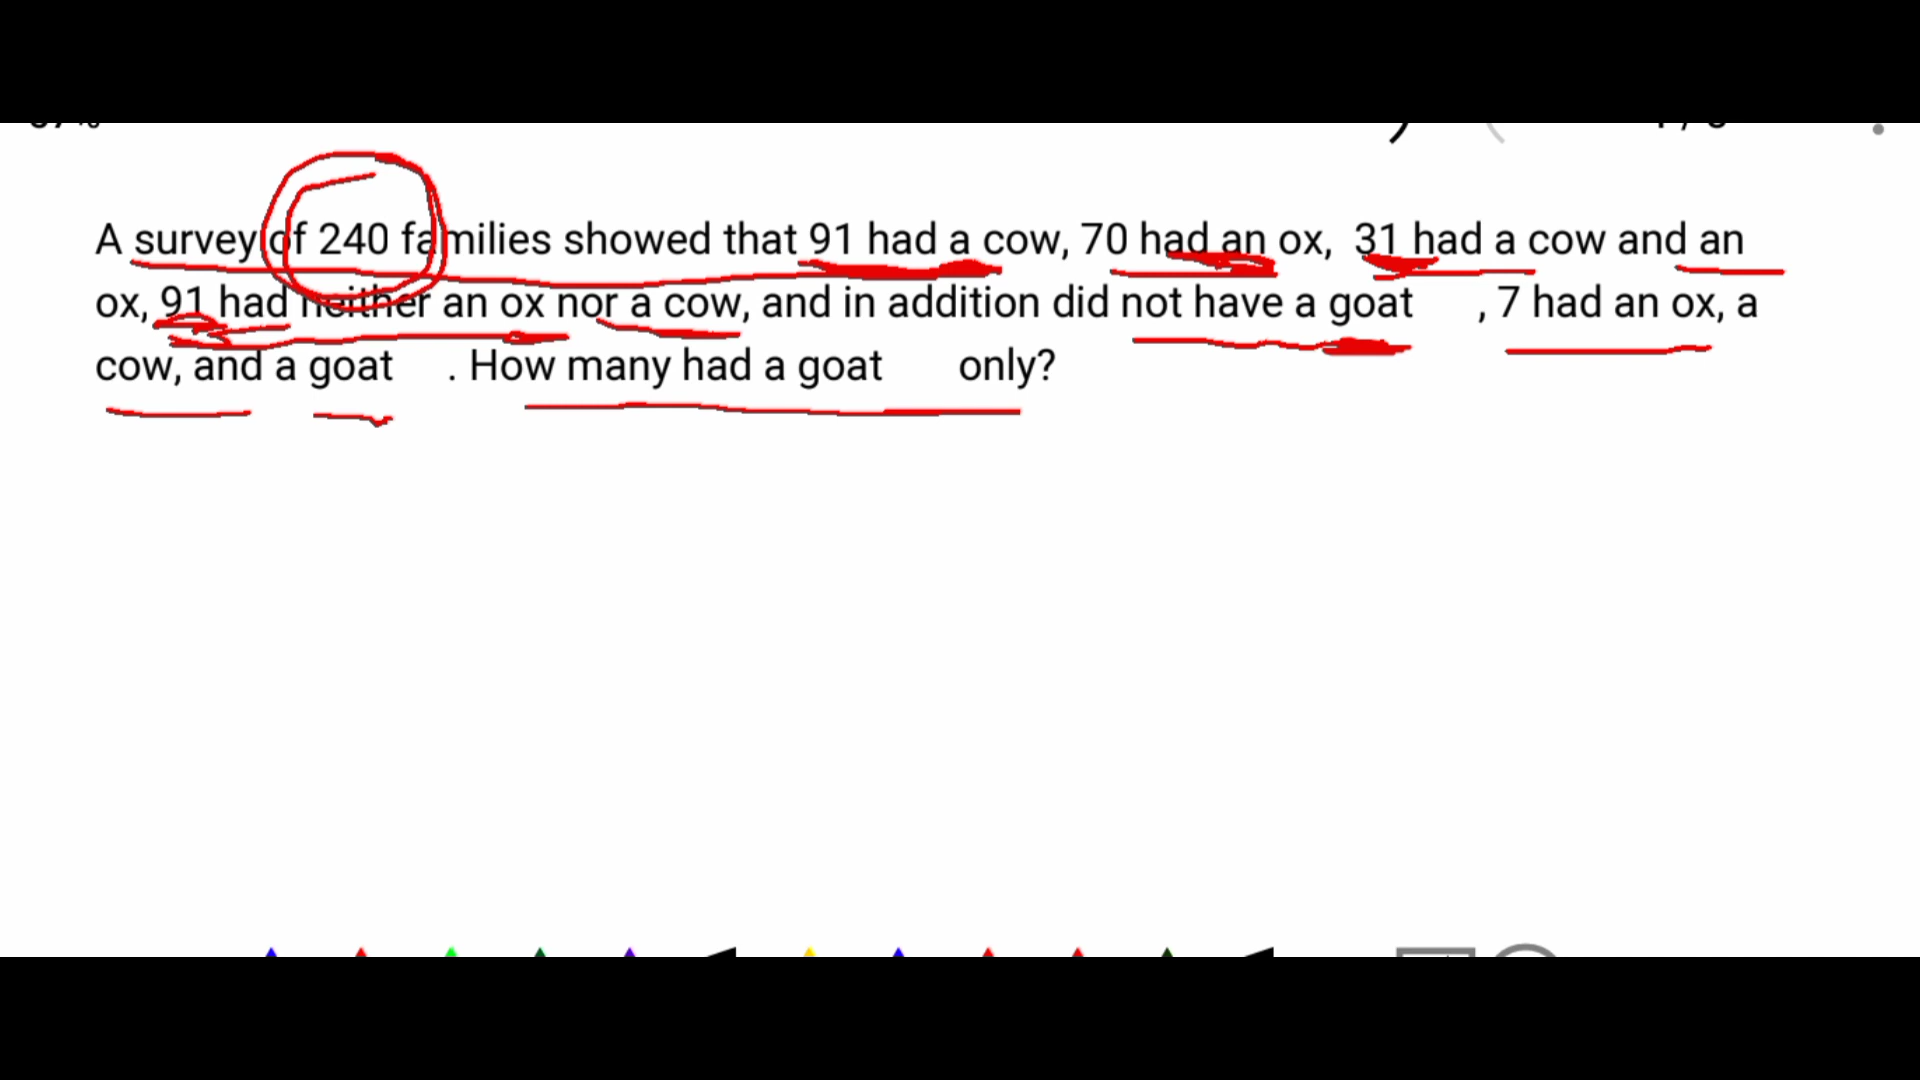 A survey of 240 families showed that 91 had a cow, 70 had an ox, 31 had a cow and an
ox, 91 had neither an ox nor a cow, and in addition did not have a goat , 7 had an ox, a
cow, and a goat . How many had a goat only?